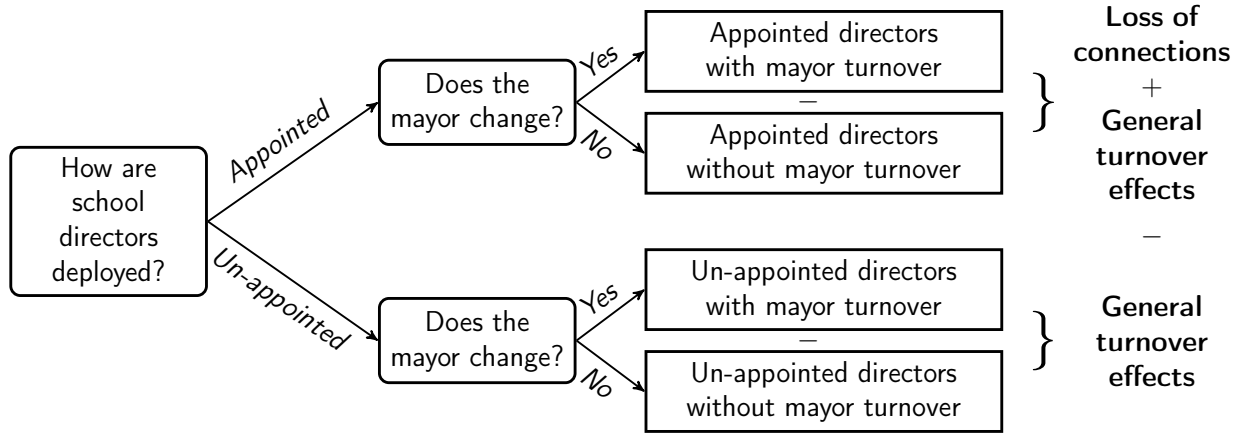 How are
school
directors
deployed?
Appointed
Un-appointed
Does the
mayor change?
Yes
No
Appointed directors
with mayor turnover
−
Appointed directors
without mayor turnover
}
Loss of
connections
+
General
turnover
effects
−
Does the
mayor change?
Yes
No
Un-appointed directors
with mayor turnover
−
Un-appointed directors
without mayor turnover
}
General
turnover
effects